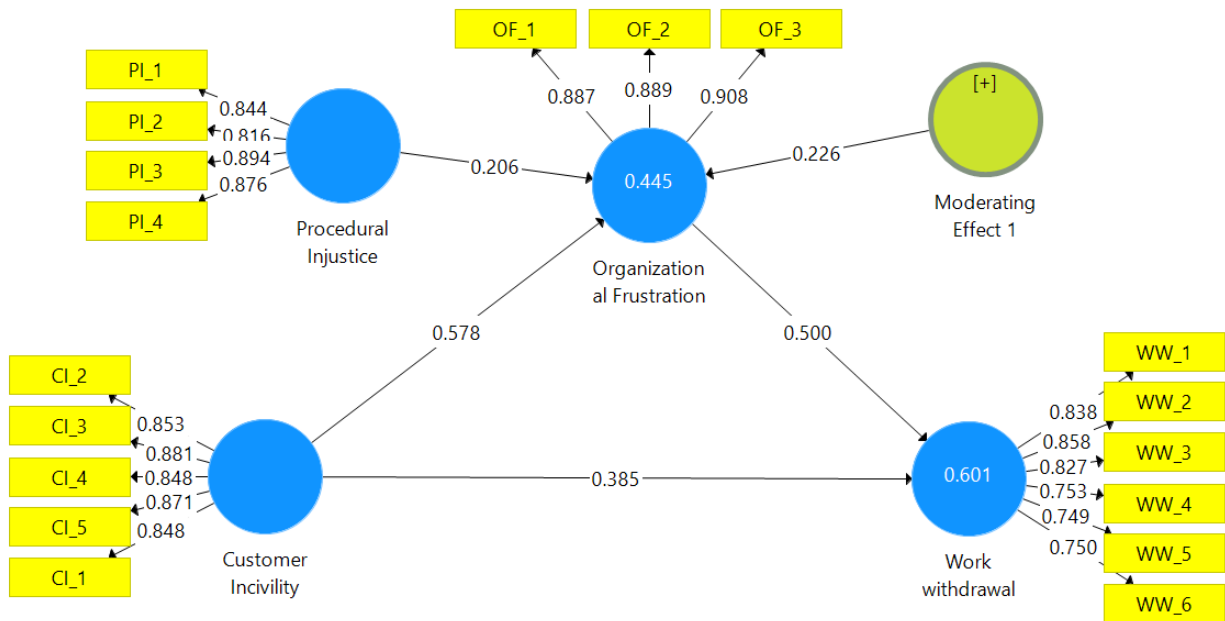 OF_1
OF_2
OF_3
PI_1
PI_2
PI_3
PI_4
0.844
0.816
0.894
0.876
Procedural
Injustice
0.206
0.887
0.889
0.908
0.445
Organization
al Frustration
0.226
[+]
Moderating
Effect 1
0.578
0.500
CI_2
CI_3
CI_4
CI_5
CI_1
0.853
0.881
0.848
0.871
0.848
Customer
Incivility
0.385
0.601
Work
withdrawal
0.838
0.858
0.827
0.753
0.749
0.750
WW_1
WW_2
WW_3
WW_4
WW_5
WW_6